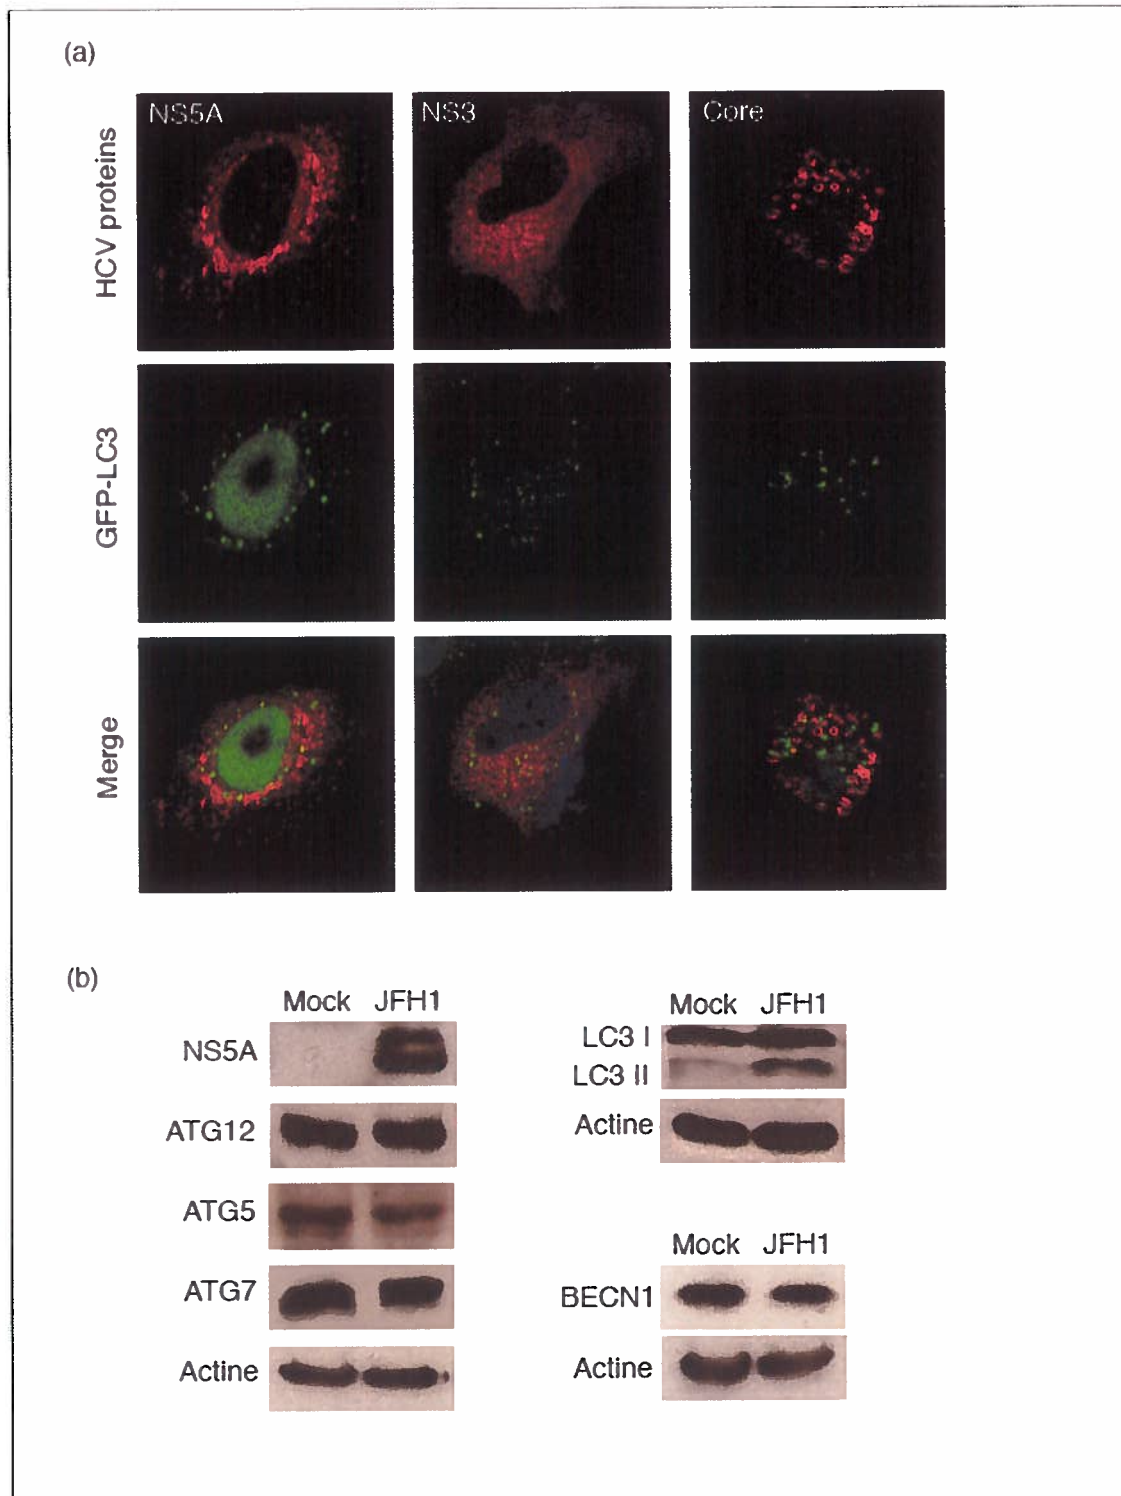 (a)
NS5A NS3 Core
HCV proteins
GFP-LC3
Merge
(b)
Mock JFH1
NS5A
ATG12
ATG5
ATG7
Actine
Mock JFH1
LC3 I
LC3 II
Actine
Mock JFH1
BECN1
Actine